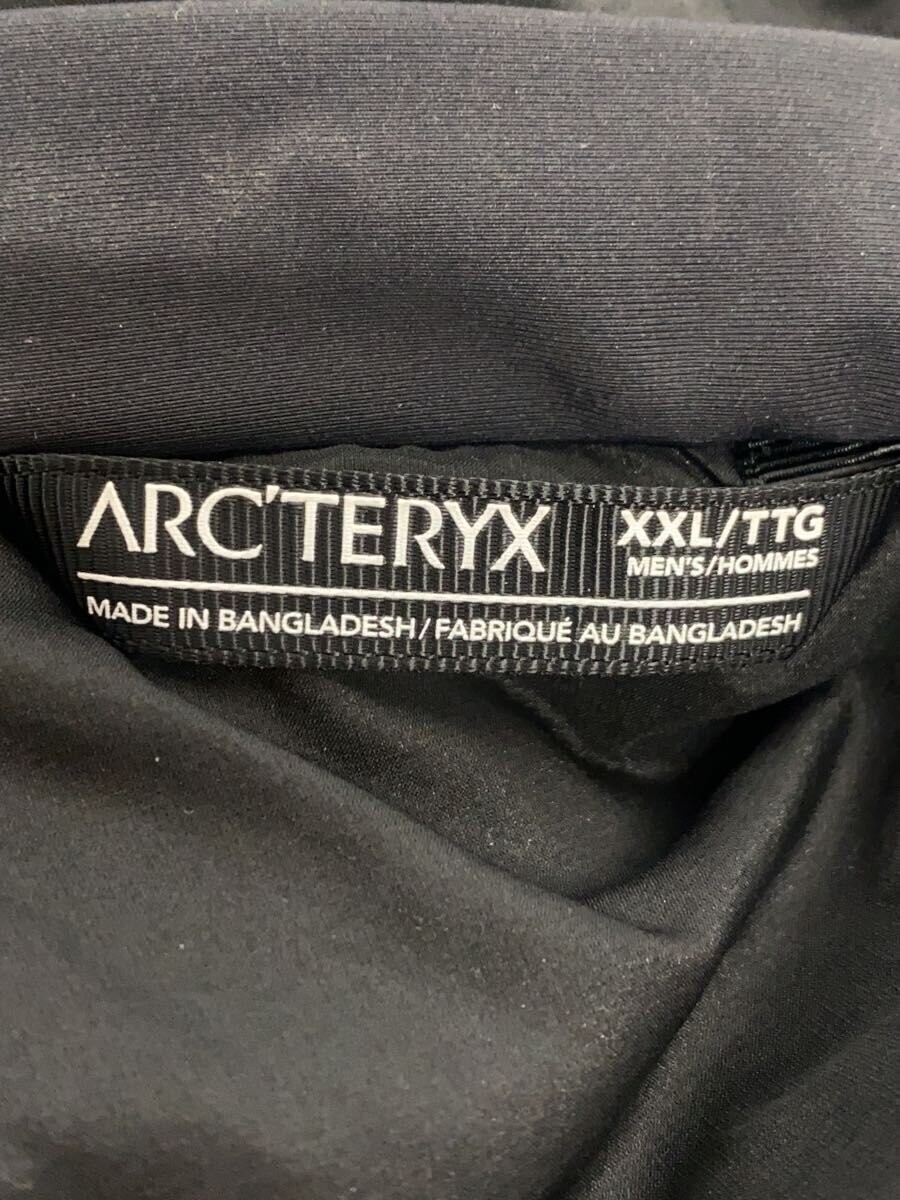 ARC'TERYX
XXL/TTG
MEN'S/HOMMES
MADE IN BANGLADESH/FABRIQUÉ AU BANGLADESH